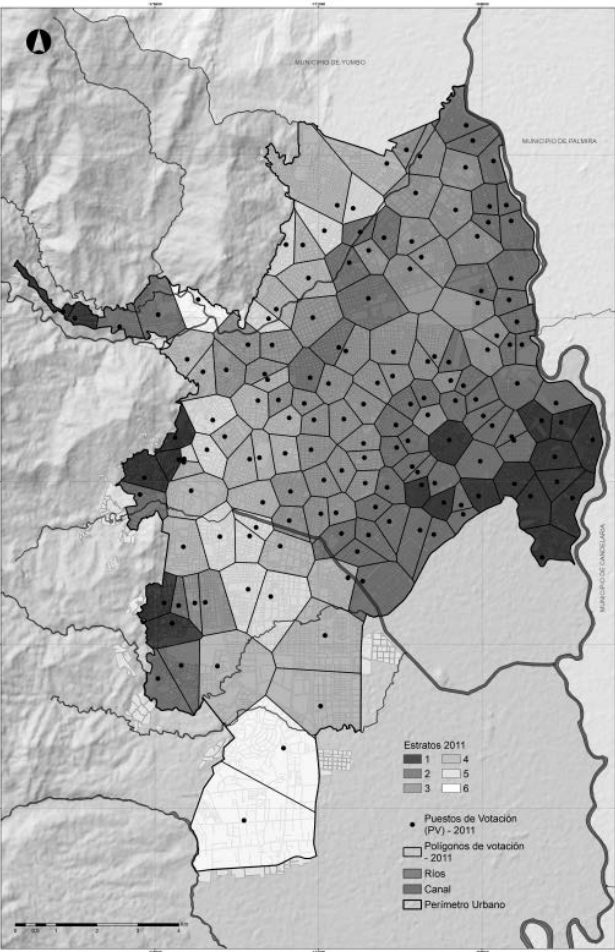 MUNICIPIO DE YUMBO
MUNICIPIO DE PALMIRA
MUNICIPIO DE CANDELARIA
Estratos 2011
1 4
2 5
3 6
Puestos de Votación
(PV) - 2011
Polígonos de votación
- 2011
Ríos
Canal
Perímetro Urbano